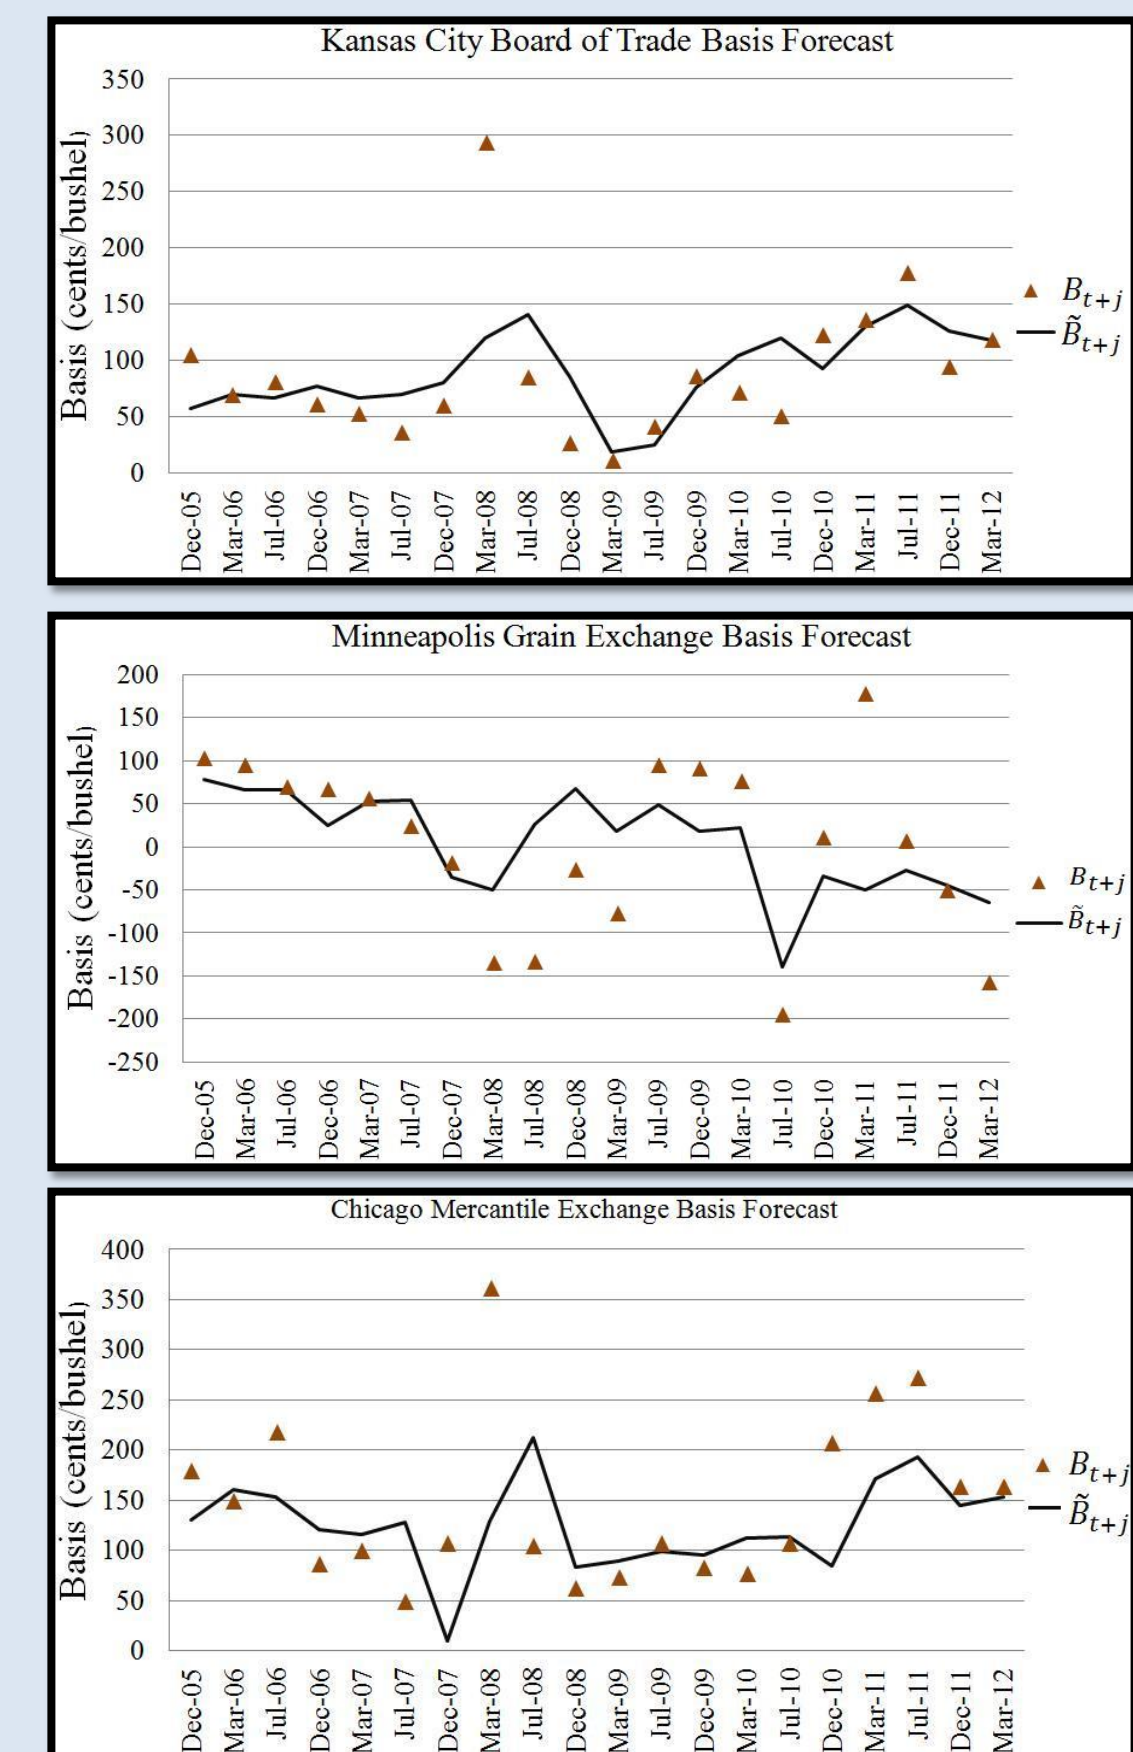 Kansas City Board of Trade Basis Forecast
Basis (cents/bushel)
350
300
250
200
150
100
50
0
Dec-05
Mar-06
Jul-06
Dec-06
Mar-07
Jul-07
Dec-07
Mar-08
Jul-08
Dec-08
Mar-09
Jul-09
Dec-09
Mar-10
Jul-10
Dec-10
Mar-11
Jul-11
Dec-11
Mar-12
B_{t+j}
B̃_{t+j}
Minneapolis Grain Exchange Basis Forecast
Basis (cents/bushel)
200
150
100
50
0
-50
-100
-150
-200
-250
Dec-05
Mar-06
Jul-06
Dec-06
Mar-07
Jul-07
Dec-07
Mar-08
Jul-08
Dec-08
Mar-09
Jul-09
Dec-09
Mar-10
Jul-10
Dec-10
Mar-11
Jul-11
Dec-11
Mar-12
B_{t+j}
B̃_{t+j}
Chicago Mercantile Exchange Basis Forecast
Basis (cents/bushel)
400
350
300
250
200
150
100
50
0
Dec-05
Mar-06
Jul-06
Dec-06
Mar-07
Jul-07
Dec-07
Mar-08
Jul-08
Dec-08
Mar-09
Jul-09
Dec-09
Mar-10
Jul-10
Dec-10
Mar-11
Jul-11
Dec-11
Mar-12
B_{t+j}
B̃_{t+j}